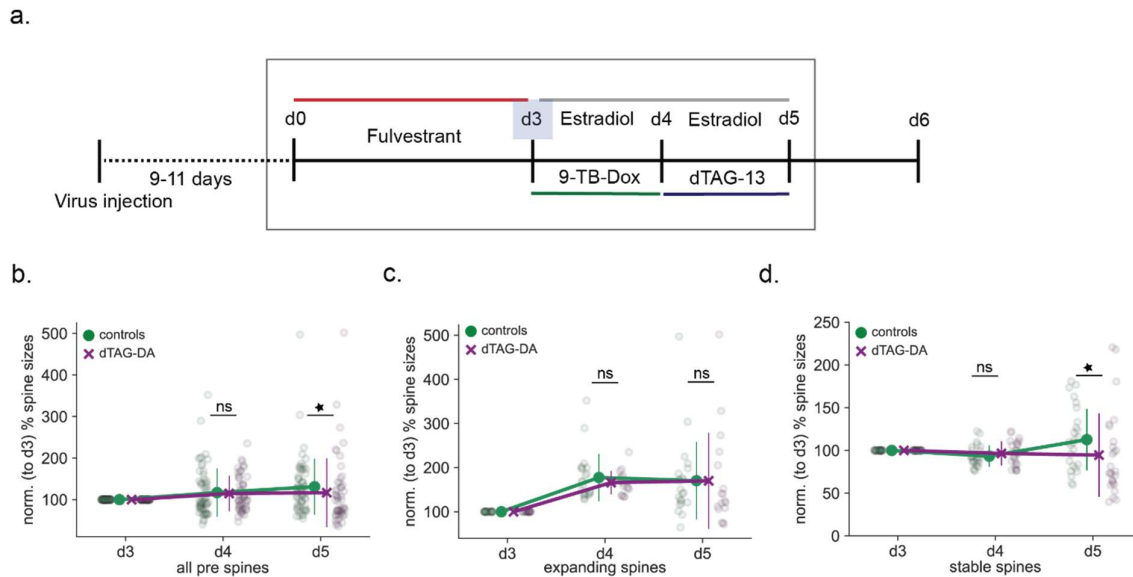 a.
d0
d3
Estradiol
d4
Estradiol
d5
d6
Fulvestrant
9-11 days
9-TB-Dox
dTAG-13
Virus injection
b.
norm. (to d3) % spine sizes
500
400
300
200
100
controls
dTAG-DA
ns
★
d3
d4
d5
all pre spines
c.
norm. (to d3) % spine sizes
500
400
300
200
100
controls
dTAG-DA
ns
ns
d3
d4
d5
expanding spines
d.
norm. (to d3) % spine sizes
250
200
150
100
50
0
controls
dTAG-DA
ns
★
d3
d4
d5
stable spines